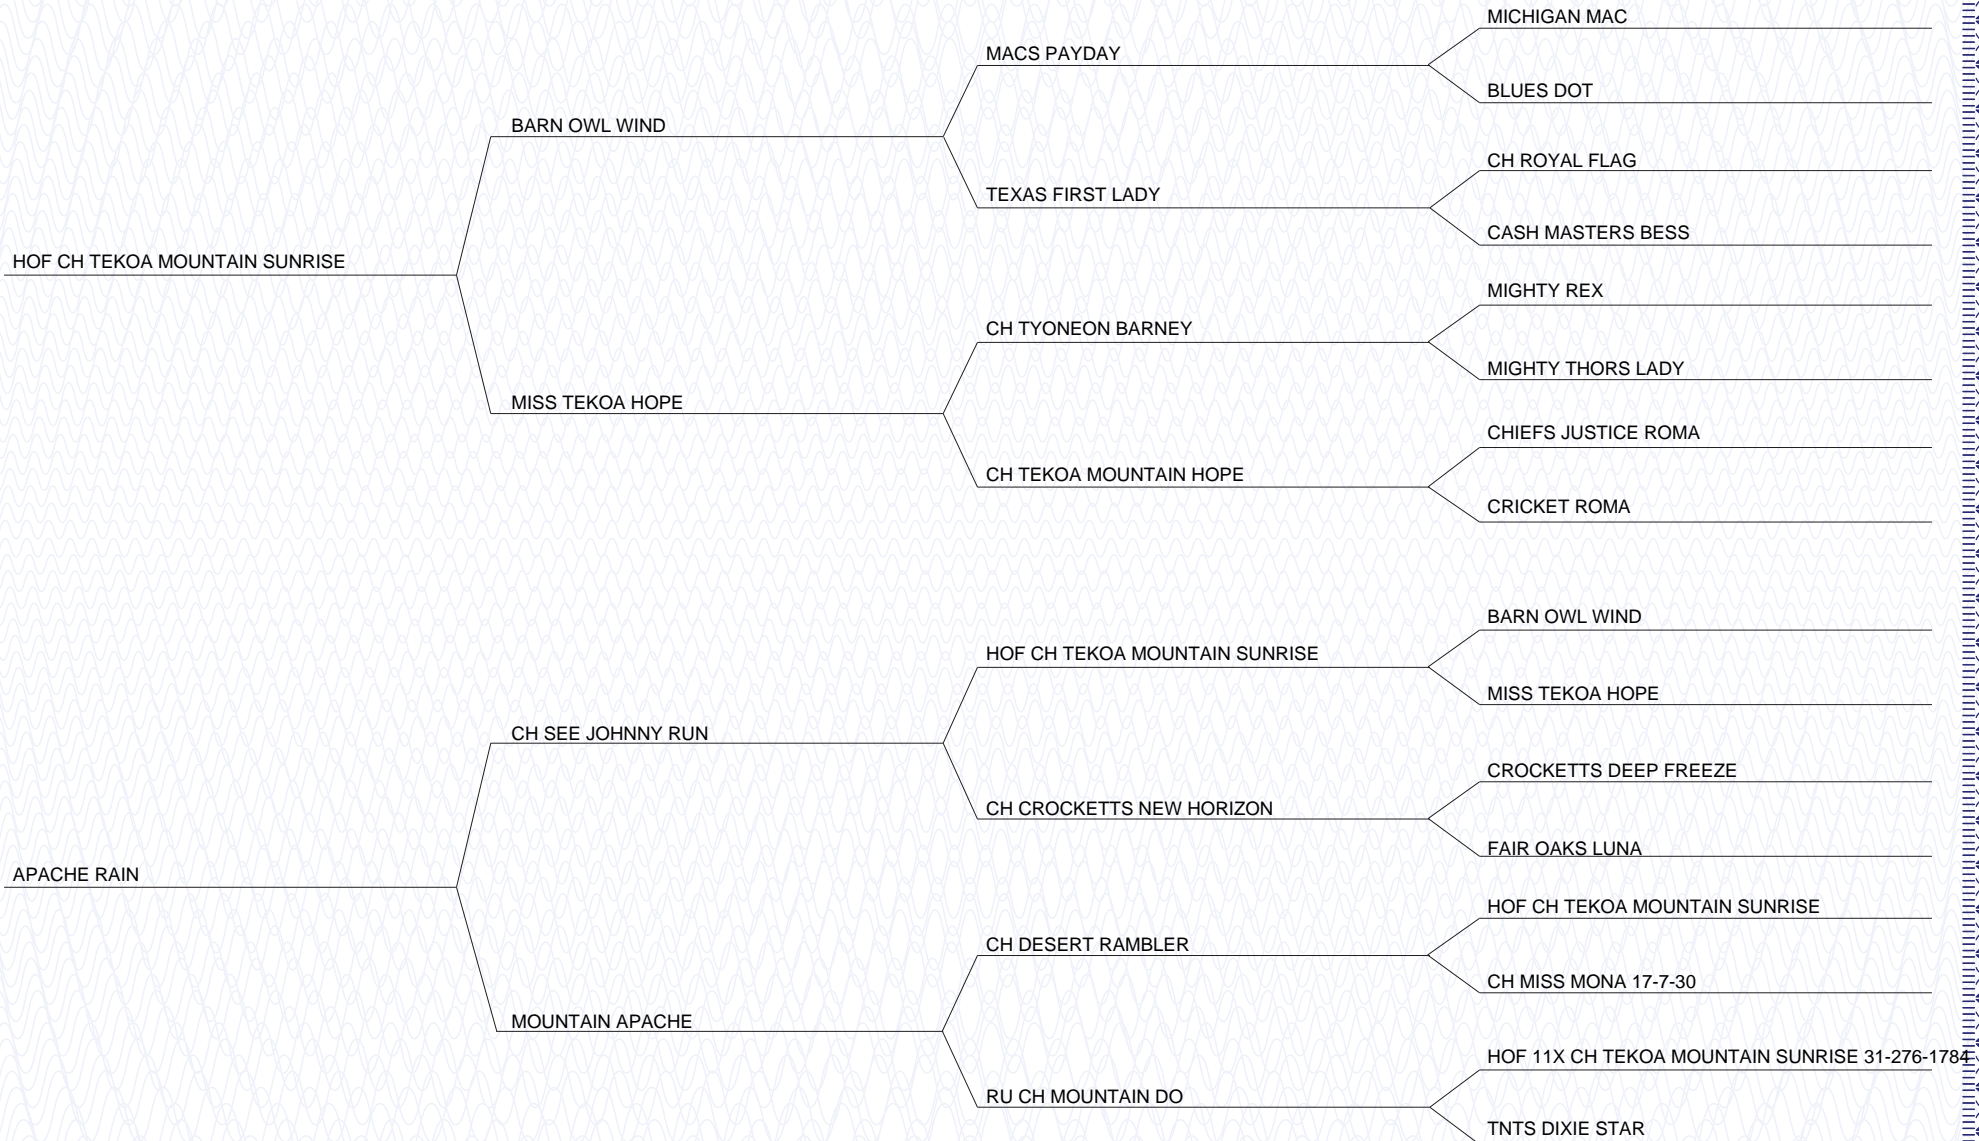 MICHIGAN MAC
MACS PAYDAY
BLUES DOT
BARN OWL WIND
CH ROYAL FLAG
TEXAS FIRST LADY
CASH MASTERS BESS
HOF CH TEKOA MOUNTAIN SUNRISE
MIGHTY REX
CH TYONEON BARNEY
MIGHTY THORS LADY
MISS TEKOA HOPE
CHIEFS JUSTICE ROMA
CH TEKOA MOUNTAIN HOPE
CRICKET ROMA
BARN OWL WIND
HOF CH TEKOA MOUNTAIN SUNRISE
MISS TEKOA HOPE
CH SEE JOHNNY RUN
CROCKETTS DEEP FREEZE
CH CROCKETTS NEW HORIZON
FAIR OAKS LUNA
APACHE RAIN
HOF CH TEKOA MOUNTAIN SUNRISE
CH DESERT RAMBLER
CH MISS MONA 17-7-30
MOUNTAIN APACHE
HOF 11X CH TEKOA MOUNTAIN SUNRISE 31-276-1784
RU CH MOUNTAIN DO
TNTS DIXIE STAR